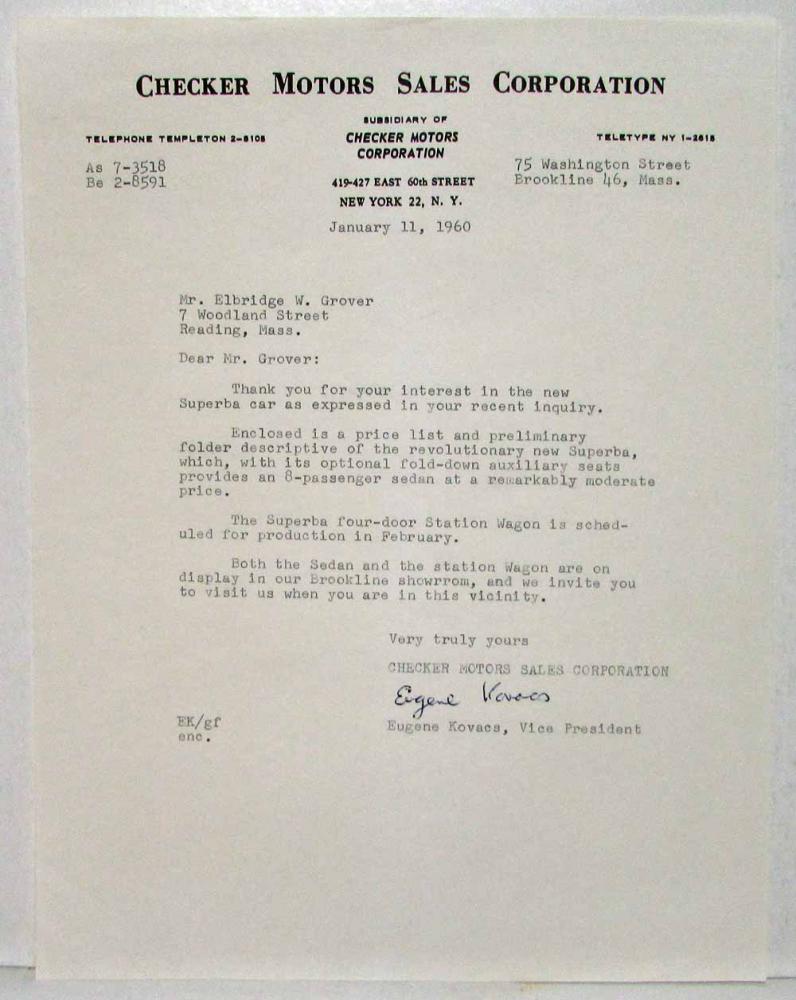 CHECKER MOTORS SALES CORPORATION
SUBSIDIARY OF
TELEPHONE TEMPLETON 2-8108 CHECKER MOTORS TELETYPE NY 1-2615
CORPORATION
As 7-3518 75 Washington Street
Be 2-8591 419-427 EAST 60th STREET Brookline 46, Mass.
NEW YORK 22, N. Y.
January 11, 1960
Mr. Elbridge W. Grover
7 Woodland Street
Reading, Mass.
Dear Mr. Grover:
Thank you for your interest in the new
Superba car as expressed in your recent inquiry.
Enclosed is a price list and preliminary
folder descriptive of the revolutionary new Superba,
which, with its optional fold-down auxiliary seats
provides an 8-passenger sedan at a remarkably moderate
price.
The Superba four-door Station Wagon is sched-
uled for production in February.
Both the Sedan and the station Wagon are on
display in our Brookline showrrom, and we invite you
to visit us when you are in this vicinity.
Very truly yours
CHECKER MOTORS SALES CORPORATION
Eugene Kovacs
EK/gf
Eugene Kovacs, Vice President
enc.